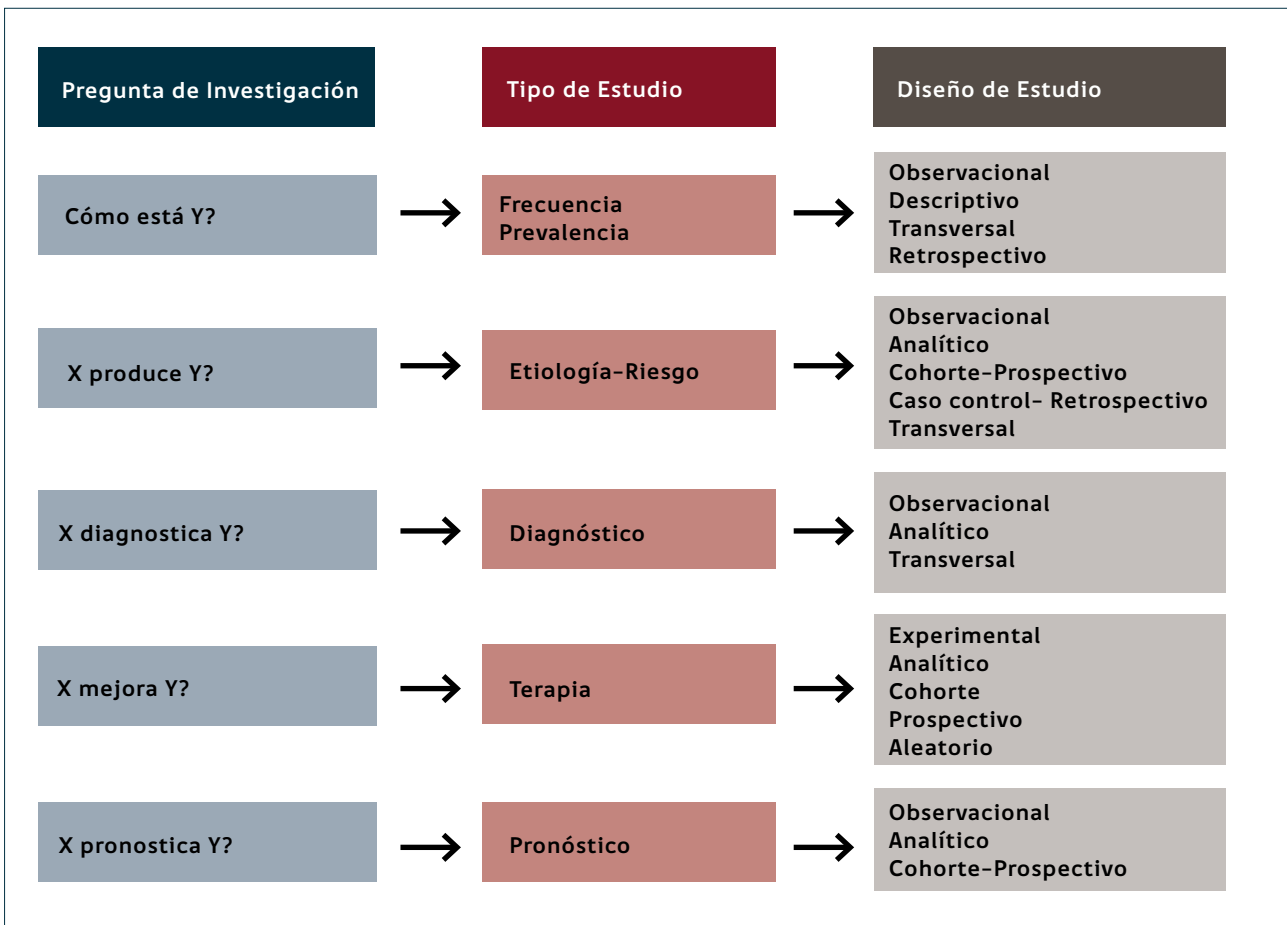 Pregunta de Investigación
Tipo de Estudio
Diseño de Estudio
Cómo está Y?
Frecuencia
Prevalencia
Observacional
Descriptivo
Transversal
Retrospectivo
X produce Y?
Etiología-Riesgo
Observacional
Analítico
Cohorte-Prospectivo
Caso control- Retrospectivo
Transversal
X diagnostica Y?
Diagnóstico
Observacional
Analítico
Transversal
X mejora Y?
Terapia
Experimental
Analítico
Cohorte
Prospectivo
Aleatorio
X pronostica Y?
Pronóstico
Observacional
Analítico
Cohorte-Prospectivo